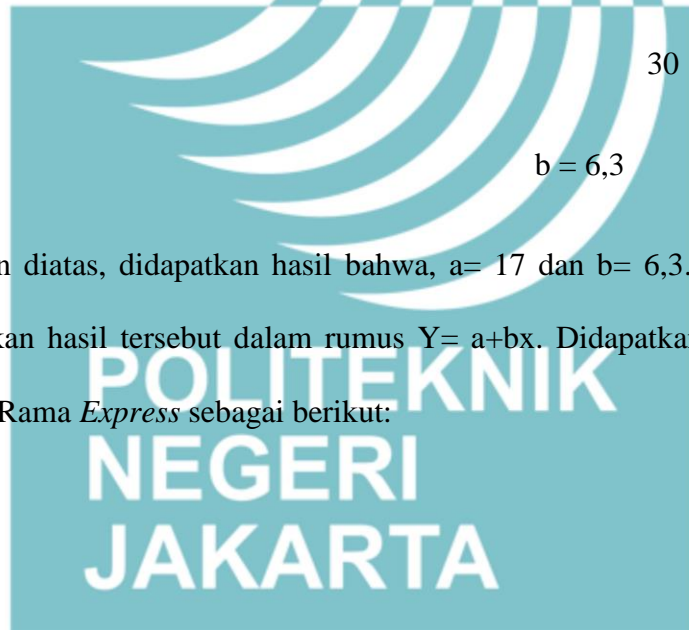 30
b = 6,3
n diatas, didapatkan hasil bahwa, a= 17 dan b= 6,3.
kan hasil tersebut dalam rumus Y= a+bx. Didapatkan
Rama Express sebagai berikut:
POLITEKNIK
NEGERI
JAKARTA